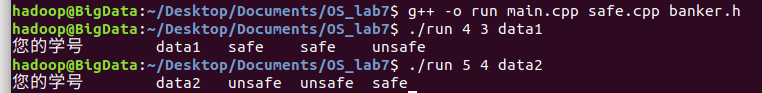 hadoop@BigData:~/Desktop/Documents/OS_lab7$ g++ -o run main.cpp safe.cpp banker.h
hadoop@BigData:~/Desktop/Documents/OS_lab7$ ./run 4 3 data1
您的学号 data1 safe safe unsafe
hadoop@BigData:~/Desktop/Documents/OS_lab7$ ./run 5 4 data2
您的学号 data2 unsafe unsafe safe